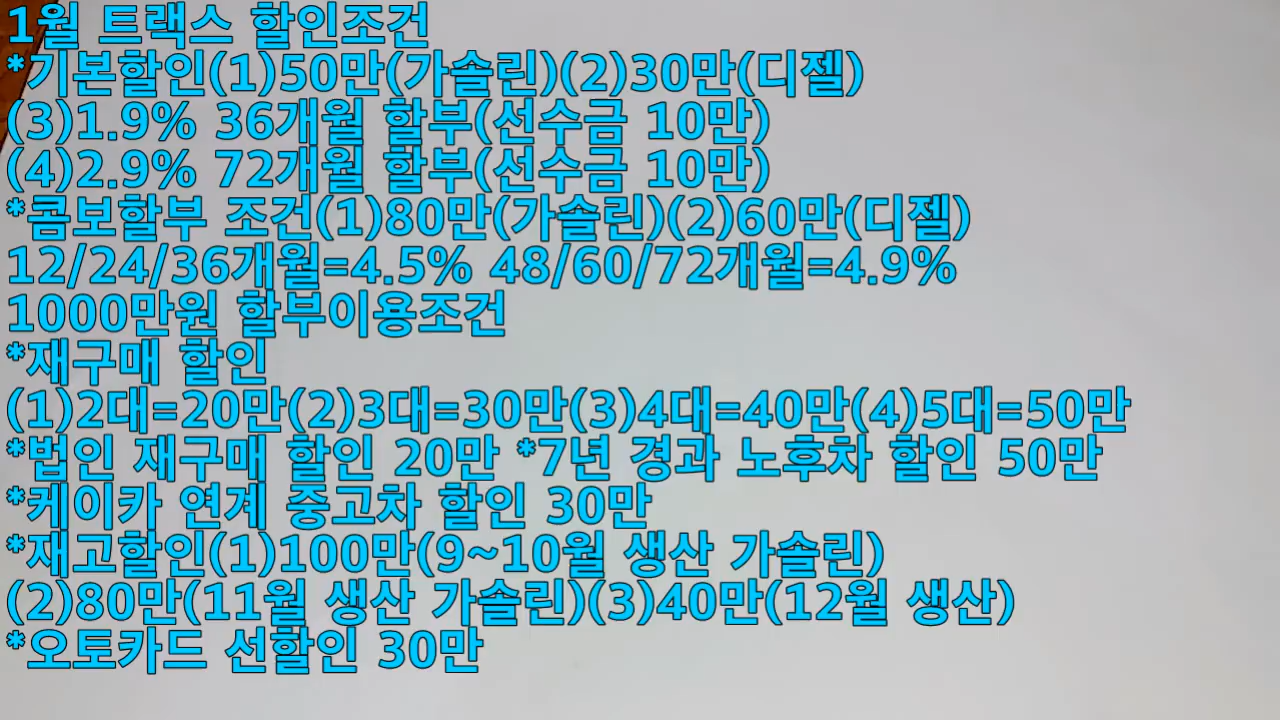 1월 트랙스 할인조건
*기본할인(1)50만(가솔린)(2)30만(디젤)
(3)1.9% 36개월 할부(선수금 10만)
(4)2.9% 72개월 할부(선수금 10만)
*콤보할부 조건(1)80만(가솔린)(2)60만(디젤)
12/24/36개월=4.5% 48/60/72개월=4.9%
1000만원 할부이용조건
*재구매 할인
(1)2대=20만(2)3대=30만(3)4대=40만(4)5대=50만
*법인 재구매 할인 20만 *7년 경과 노후차 할인 50만
*케이카 연계 중고차 할인 30만
*재고할인(1)100만(9~10월 생산 가솔린)
(2)80만(11월 생산 가솔린)(3)40만(12월 생산)
*오토카드 선할인 30만